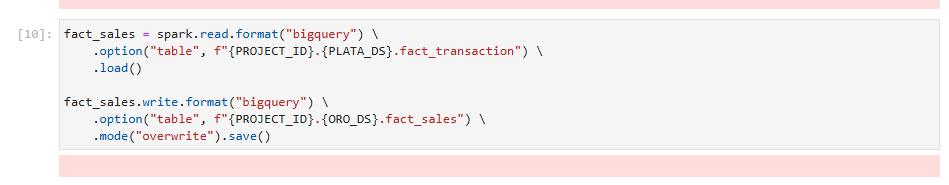 [10]: fact_sales = spark.read.format("bigquery") \
    .option("table", f"{PROJECT_ID}.{PLATA_DS}.fact_transaction") \
    .load()

fact_sales.write.format("bigquery") \
    .option("table", f"{PROJECT_ID}.{ORO_DS}.fact_sales") \
    .mode("overwrite").save()